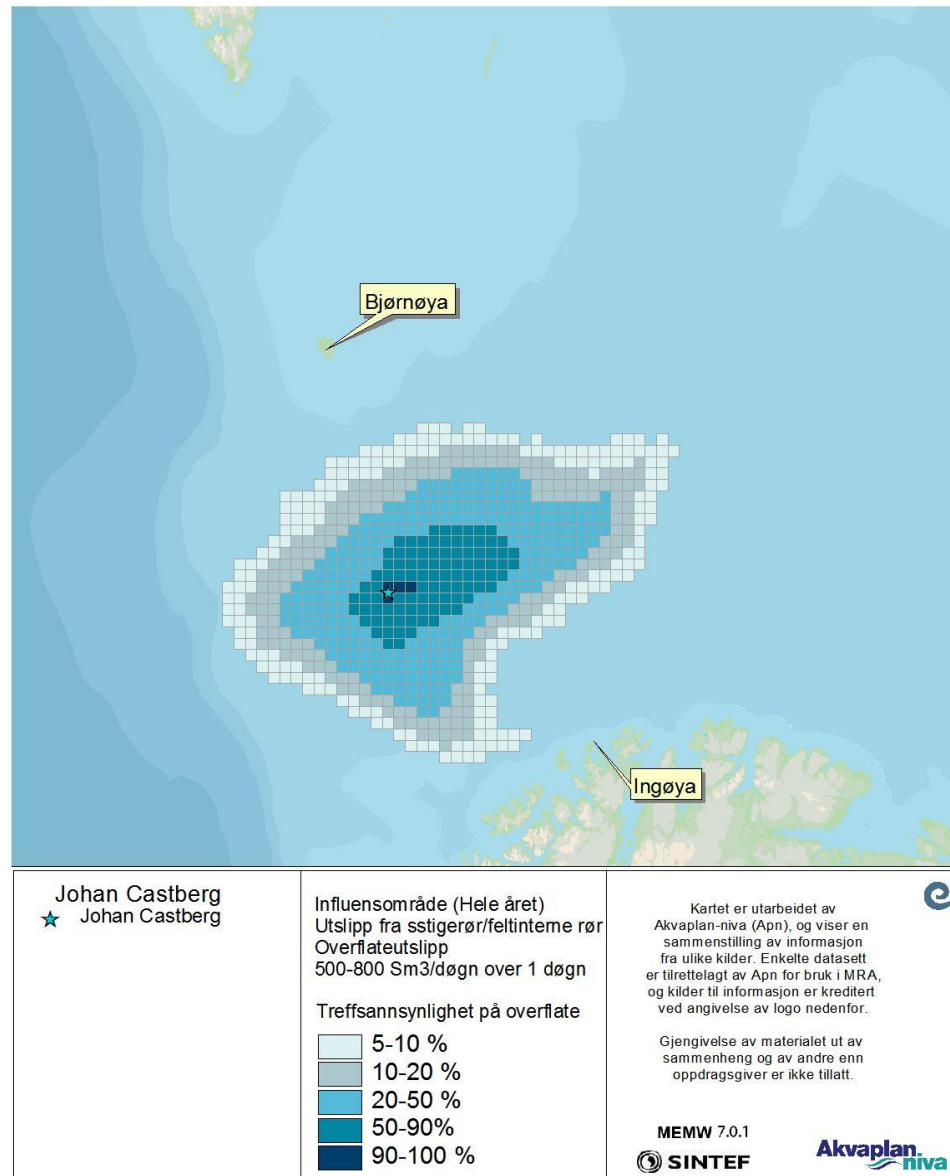 Bjørnøya
Ingøya
Johan Castberg
Johan Castberg
Influensområde (Hele året)
Utslipp fra sstigerør/feltinterne rør
Overflateutslipp
500-800 Sm3/døgn over 1 døgn
Treffsannsynlighet på overflate
5-10 %
10-20 %
20-50 %
50-90%
90-100 %
Kartet er utarbeidet av
Akvaplan-niva (Apn), og viser en
sammenstilling av informasjon
fra ulike kilder. Enkelte datasett
er tilrettelagt av Apn for bruk i MRA,
og kilder til informasjon er kreditert
ved angivelse av logo nedenfor.
Gjengivelse av materialet ut av
sammenheng og av andre enn
oppdragsgiver er ikke tillatt.
MEMW 7.0.1
SINTEF
Akvaplan
niva